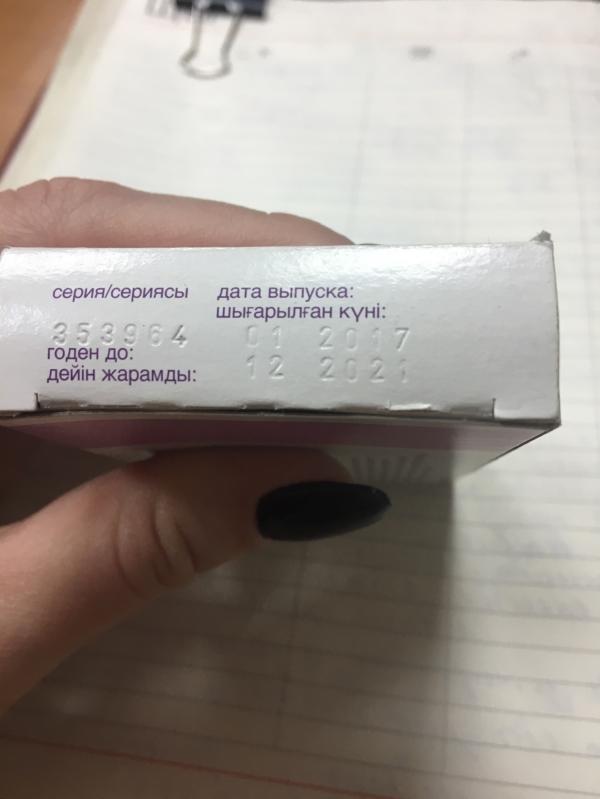 серия/сериясы дата выпуска:
шығарылған күні:
353964 01 2017
годен до:
дейін жарамды: 12 2021